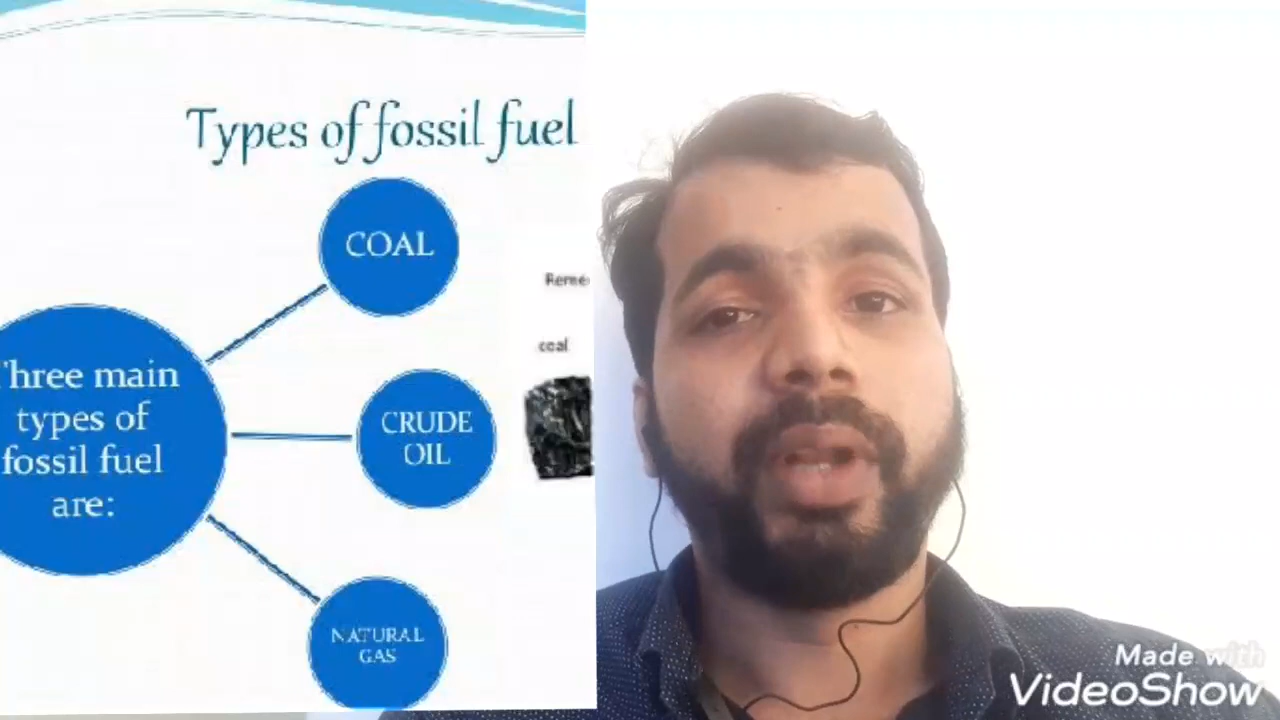 Types of fossil fuel
COAL
coal
Three main
types of
fossil fuel
are:
CRUDE
OIL
NATURAL
GAS
Made with
VideoShow